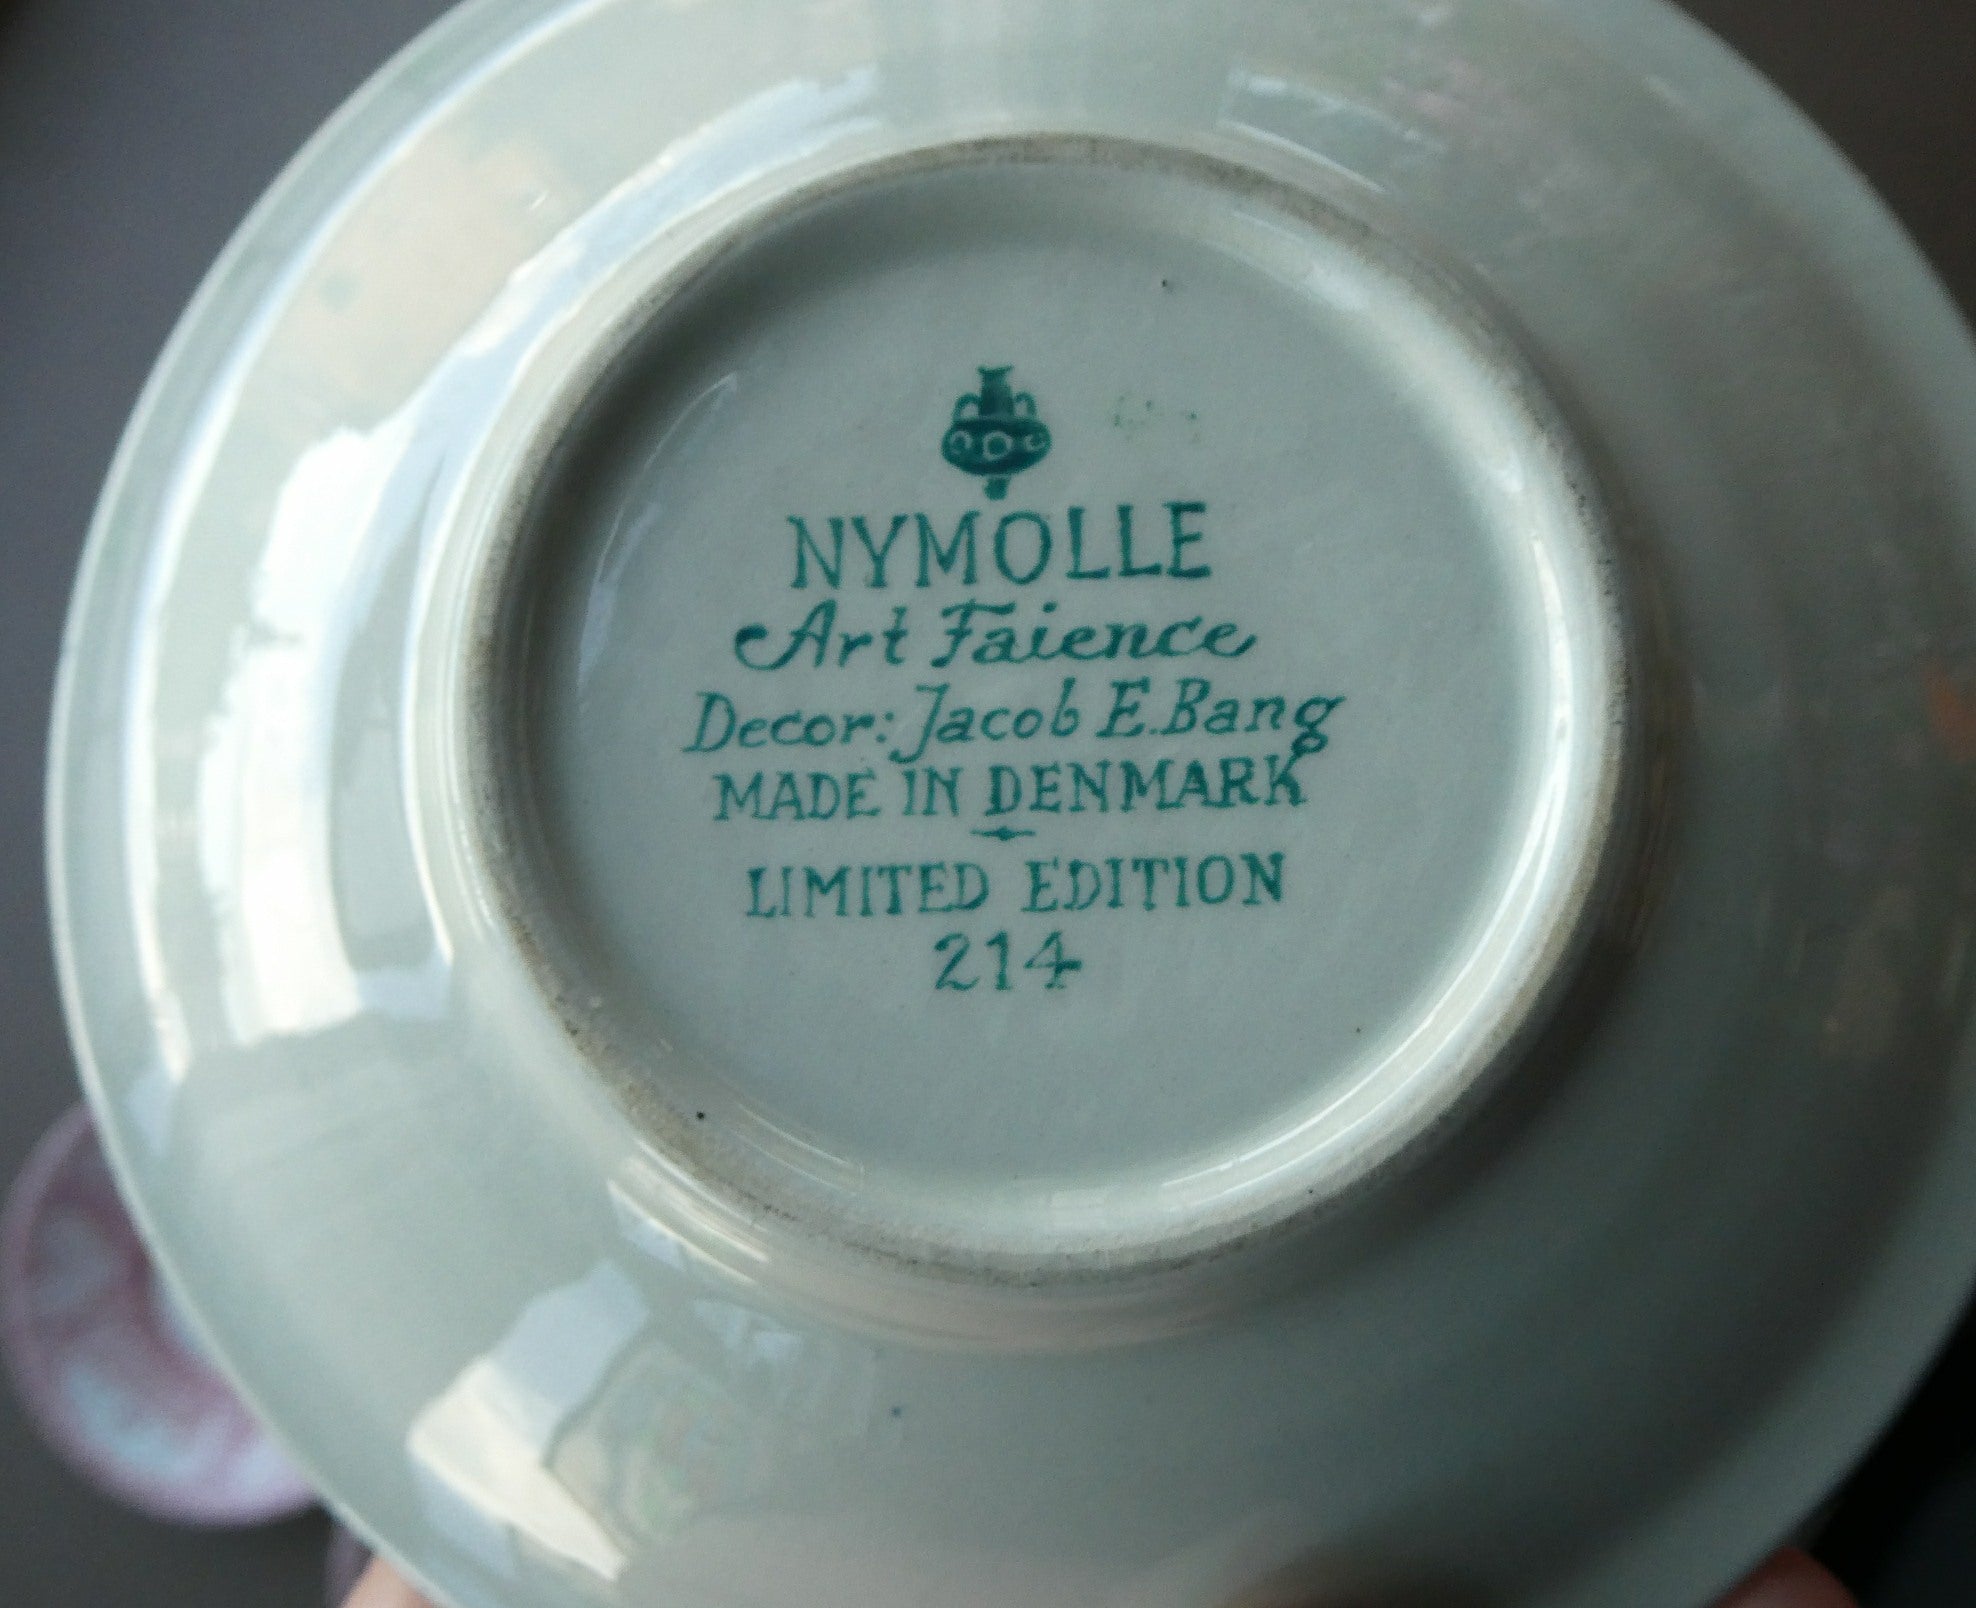 NYMOLLE
Art Faience
Decor: Jacob E. Bang
MADE IN DENMARK
LIMITED EDITION
214